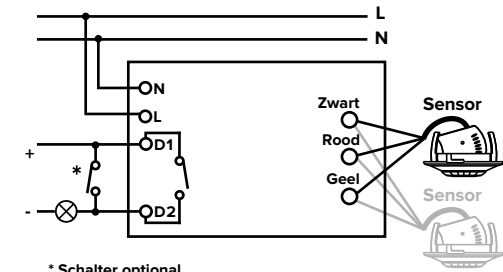 L
N
N
L
D1
D2
+
*
-
Zwart
Rood
Geel
Sensor
Sensor
* Schalter optional